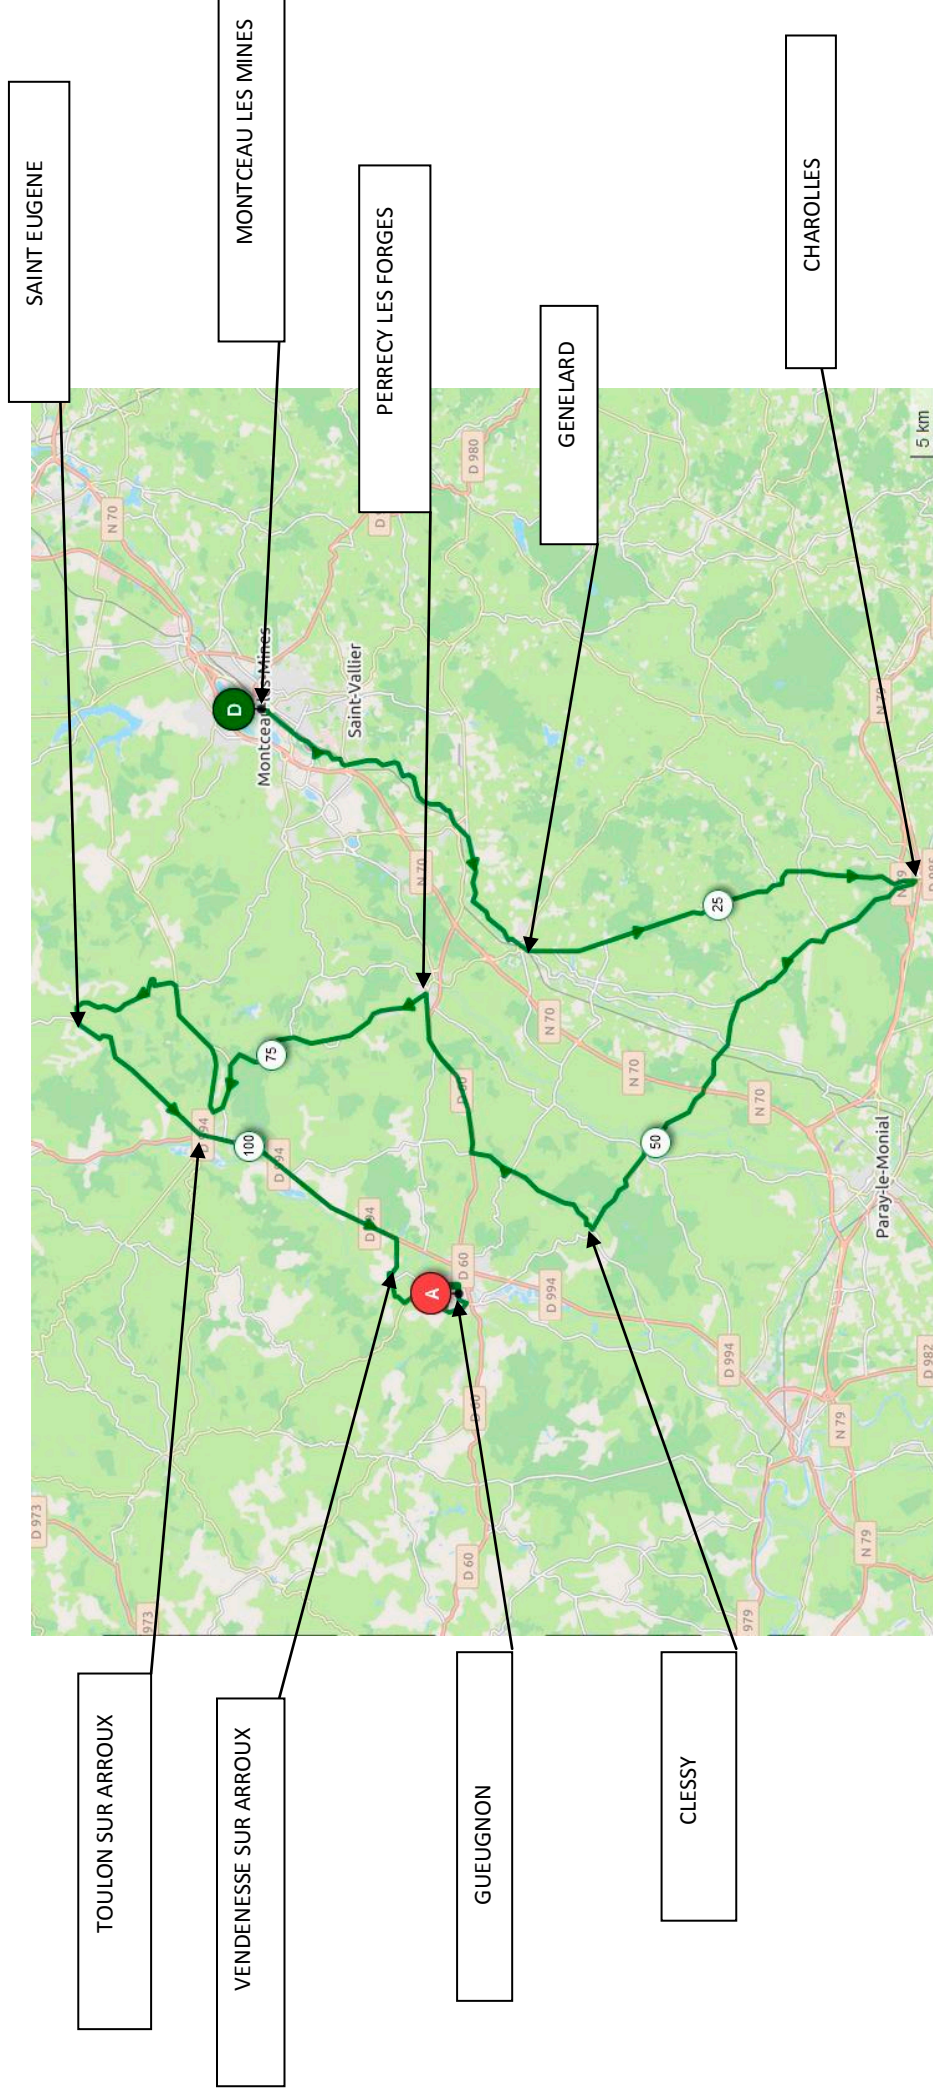 SAINT EUGENE
MONTCEAU LES MINES
TOULON SUR ARROUX
VENDENESSE SUR ARROUX
PERRECY LES FORGES
GUEUGNON
GENELARD
CLESSY
CHAROLLES
D 973
973
N 70
D
Montceau-les-Mines
Saint-Vallier
75
100
D 994
N 70
D 980
A
D 60
D 60
D 994
N 70
N 70
50
25
979
D 994
N 70
Paray-le-Monial
N 79
N 79
D 982
N 79
5 km